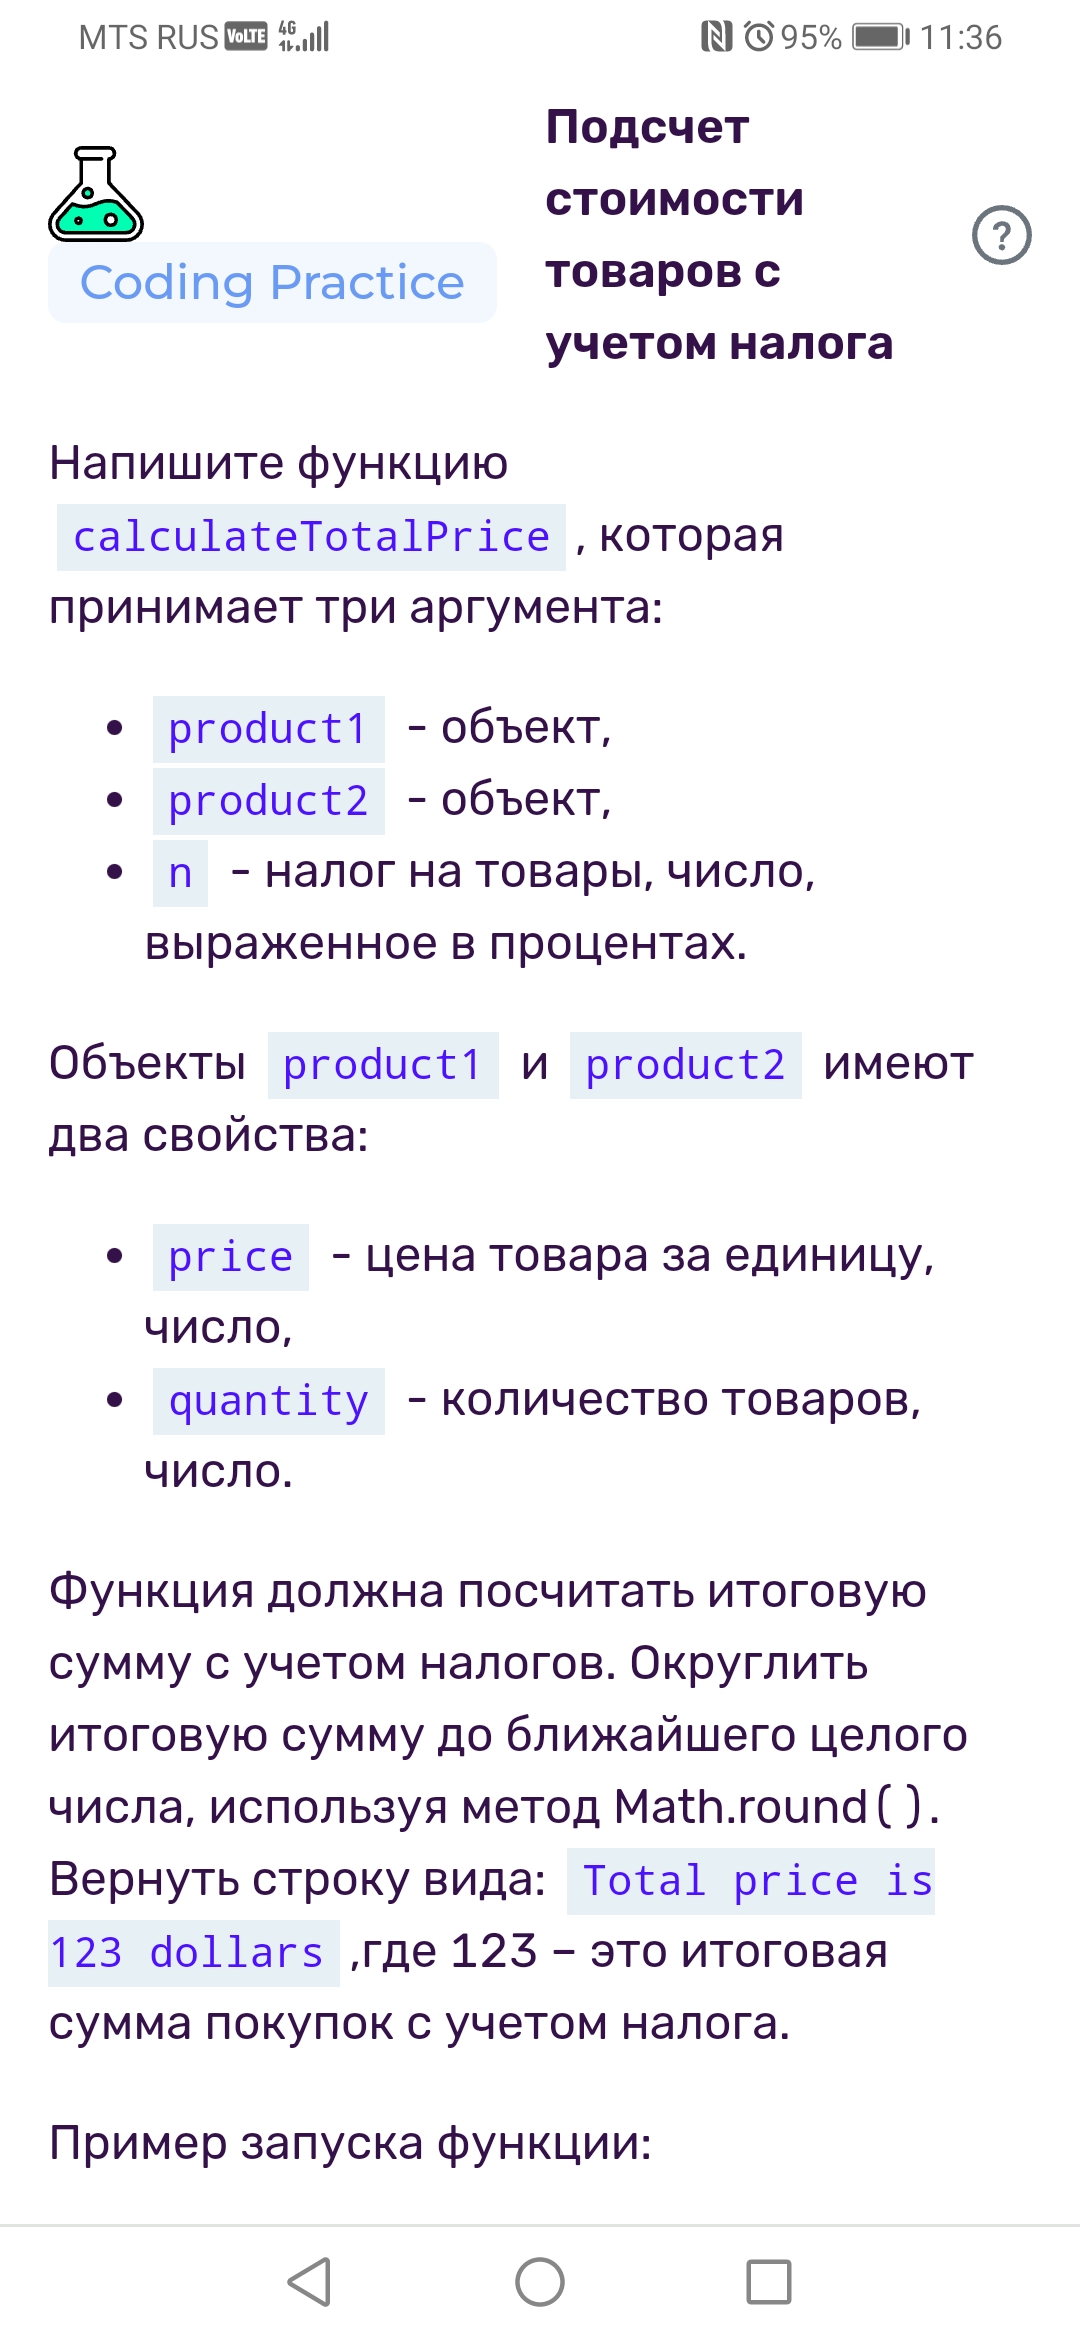 MTS RUS VoLTE 4G 95% 11:36
Coding Practice
Подсчет
стоимости
товаров с
учетом налога
?
Напишите функцию
calculateTotalPrice , которая
принимает три аргумента:
• product1 - объект,
• product2 - объект,
• n - налог на товары, число,
выраженное в процентах.
Объекты product1 и product2 имеют
два свойства:
• price - цена товара за единицу,
число,
• quantity - количество товаров,
число.
Функция должна посчитать итоговую
сумму с учетом налогов. Округлить
итоговую сумму до ближайшего целого
числа, используя метод Math.round().
Вернуть строку вида: Total price is
123 dollars ,где 123 – это итоговая
сумма покупок с учетом налога.
Пример запуска функции: